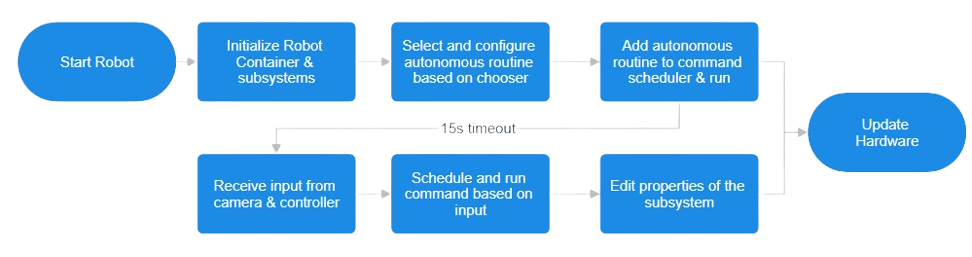 Start Robot
Initialize Robot
Container &
subsystems
Select and configure
autonomous routine
based on chooser
Add autonomous
routine to command
scheduler & run
15s timeout
Update
Hardware
Receive input from
camera & controller
Schedule and run
command based on
input
Edit properties of the
subsystem